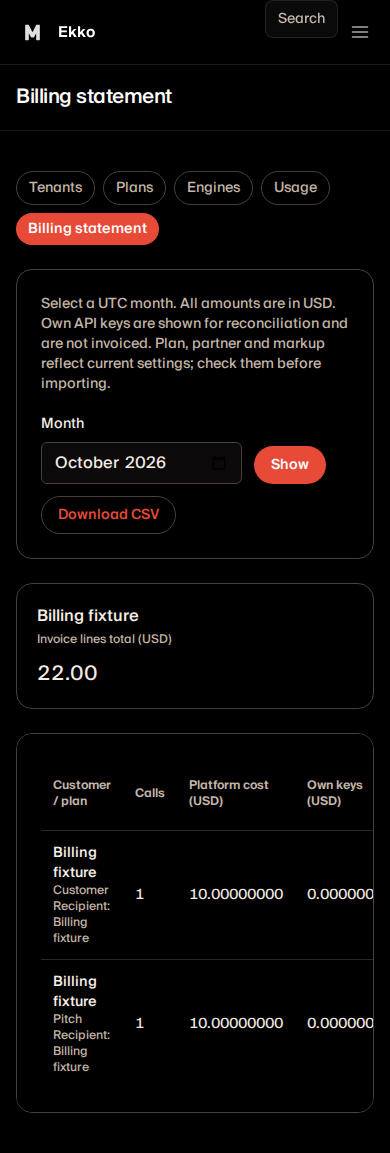 Search
M Ekko
Billing statement
Tenants Plans Engines Usage
Billing statement
Select a UTC month. All amounts are in USD.
Own API keys are shown for reconciliation and
are not invoiced. Plan, partner and markup
reflect current settings; check them before
importing.
Month
October 2026 Show
Download CSV
Billing fixture
Invoice lines total (USD)
22.00
Customer Platform cost Own keys
/ plan Calls (USD) (USD)
Billing
fixture
Customer 1 10.00000000 0.000000
Recipient:
Billing
fixture
Billing
fixture
Pitch 1 10.00000000 0.000000
Recipient:
Billing
fixture